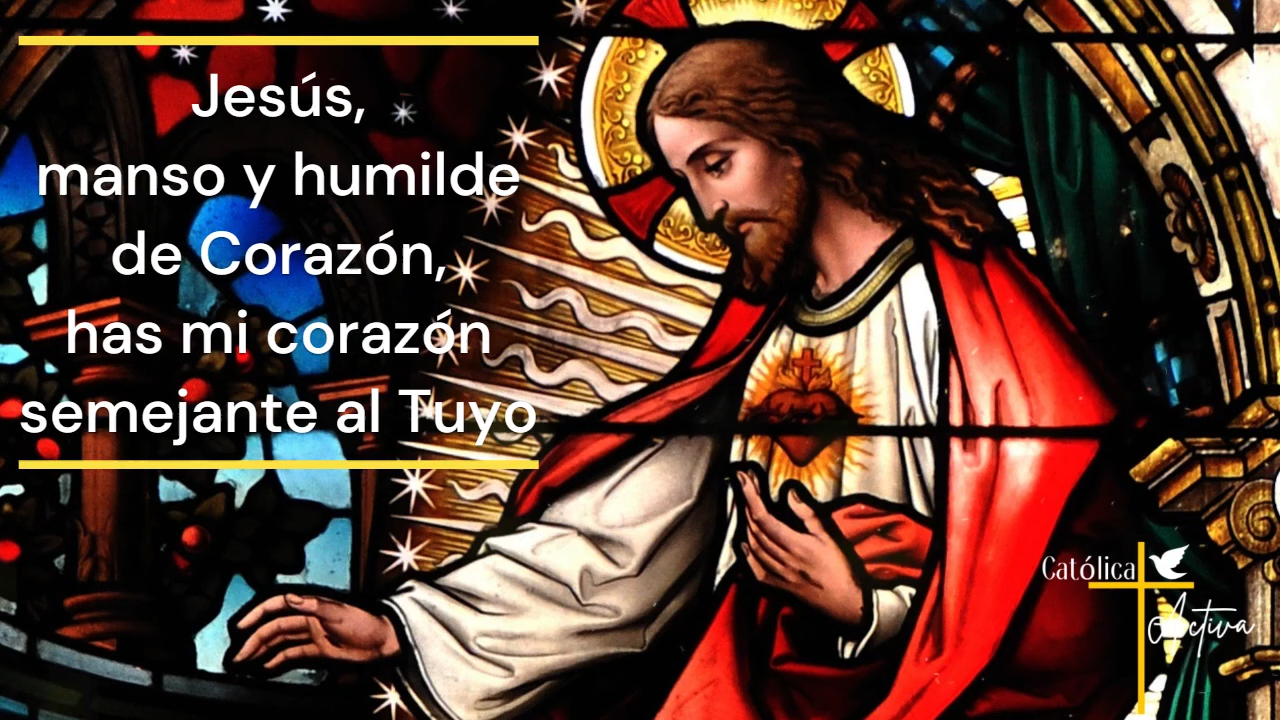 Jesús,
manso y humilde
de Corazón,
has mi corazón
semejante al Tuyo
Católica
Activa